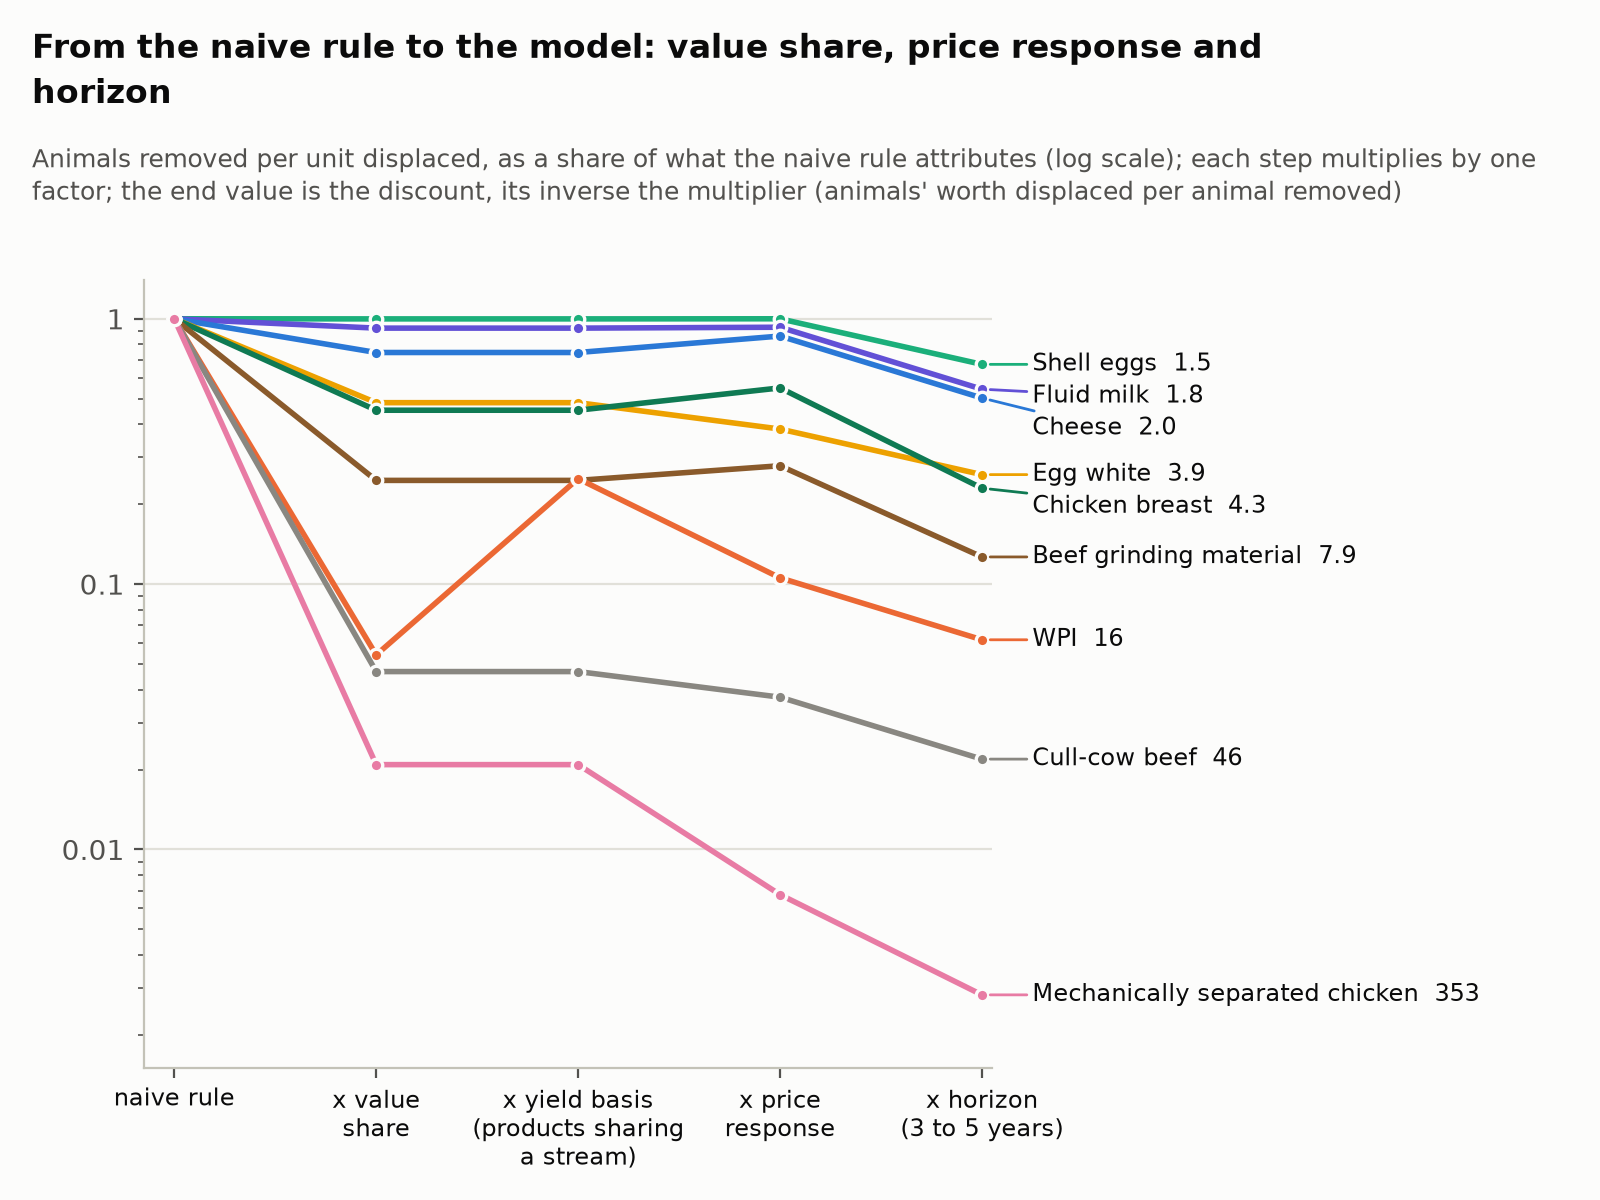 From the naive rule to the model: value share, price response and
horizon
Animals removed per unit displaced, as a share of what the naive rule attributes (log scale); each step multiplies by one
factor; the end value is the discount, its inverse the multiplier (animals' worth displaced per animal removed)
1
0.1
0.01
Shell eggs 1.5
Fluid milk 1.8
Cheese 2.0
Egg white 3.9
Chicken breast 4.3
Beef grinding material 7.9
WPI 16
Cull-cow beef 46
Mechanically separated chicken 353
naive rule
x value
share
x yield basis
(products sharing
a stream)
x price
response
x horizon
(3 to 5 years)